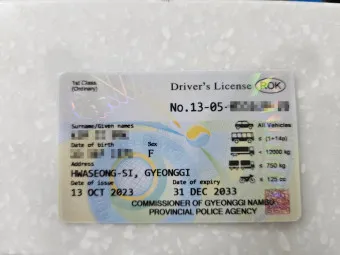 1st Class
(Ordinary)
Driver's License ROK
No.13-05-
Surname/Given names
All Vehicles
Date of birth
Sex
F
Address
HWASEONG-SI, GYEONGGI
Date of issue
Date of expiry
≤ 750 kg
≤ 125 cc
13 OCT 2023
31 DEC 2033
COMMISSIONER OF GYEONGGI NAMBU
PROVINCIAL POLICE AGENCY